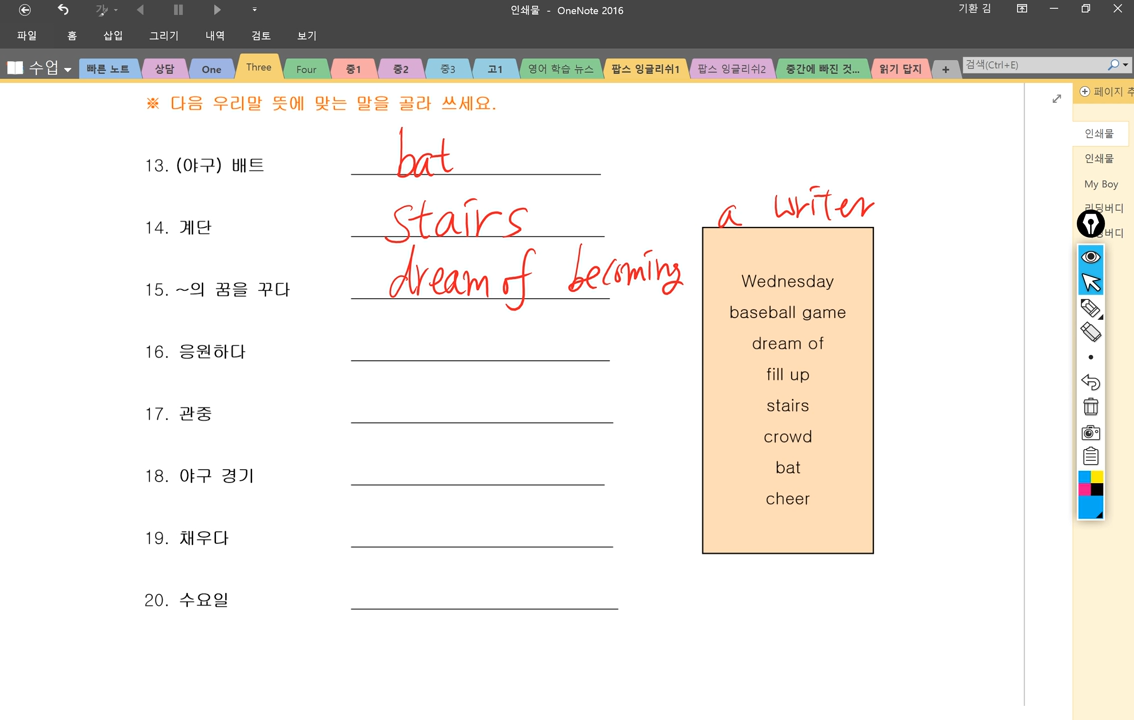 인쇄물 - OneNote 2016
기환 김
파일 홈 삽입 그리기 내역 검토 보기
수업 빠른 노트 상담 One Three Four 중1 중2 중3 고1 영어 학습 뉴스 팝스 잉글리쉬1 팝스 잉글리쉬2 중간에 빠진 것... 읽기 답지 + 검색(Ctrl+E)
페이지 추
인쇄물
인쇄물
My Boy
리딩버디
버디
※ 다음 우리말 뜻에 맞는 말을 골라 쓰세요.
13. (야구) 배트 bat
14. 계단 stairs
15. ~의 꿈을 꾸다 dream of becoming a writer
16. 응원하다
17. 관중
18. 야구 경기
19. 채우다
20. 수요일
Wednesday
baseball game
dream of
fill up
stairs
crowd
bat
cheer